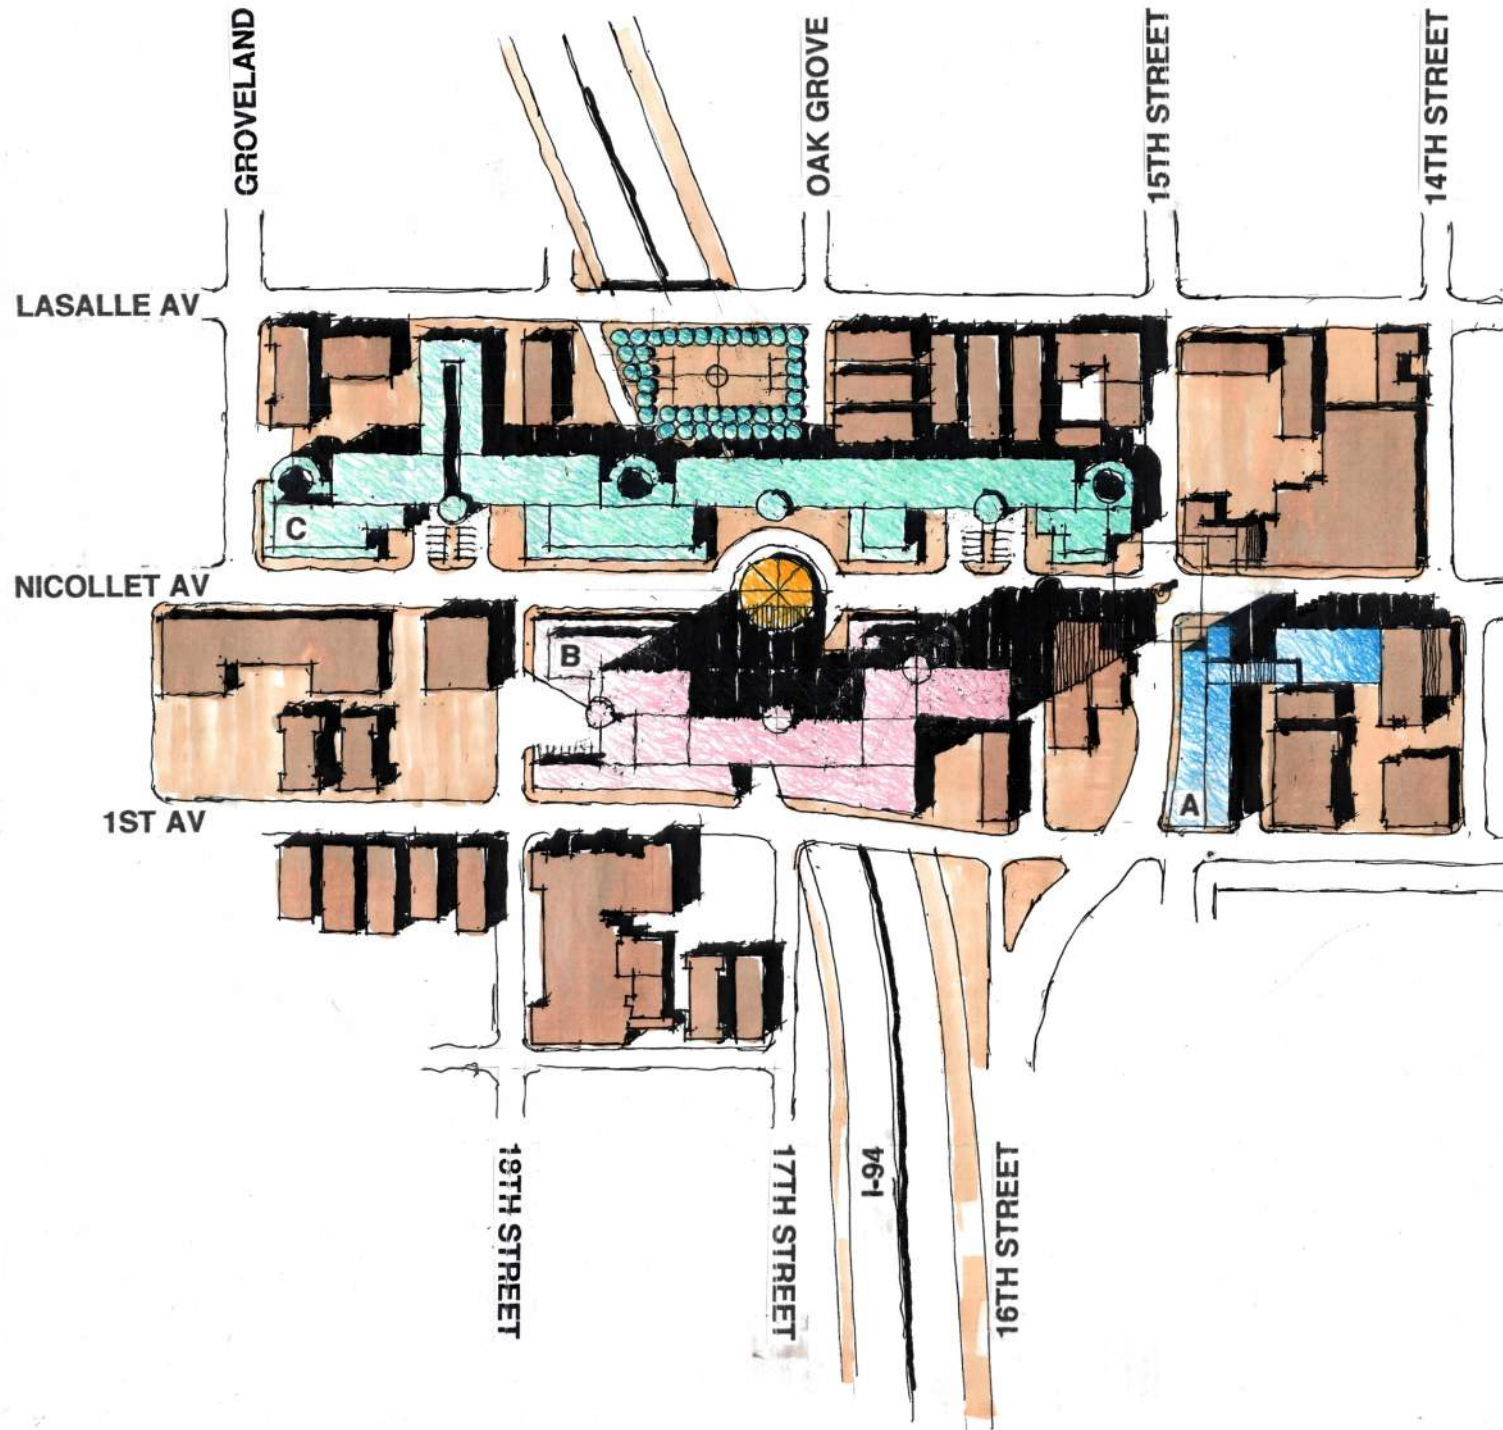 GROVELAND
OAK GROVE
15TH STREET
14TH STREET
LASALLE AV
C
NICOLLET AV
B
A
1ST AV
18TH STREET
17TH STREET
I-94
16TH STREET